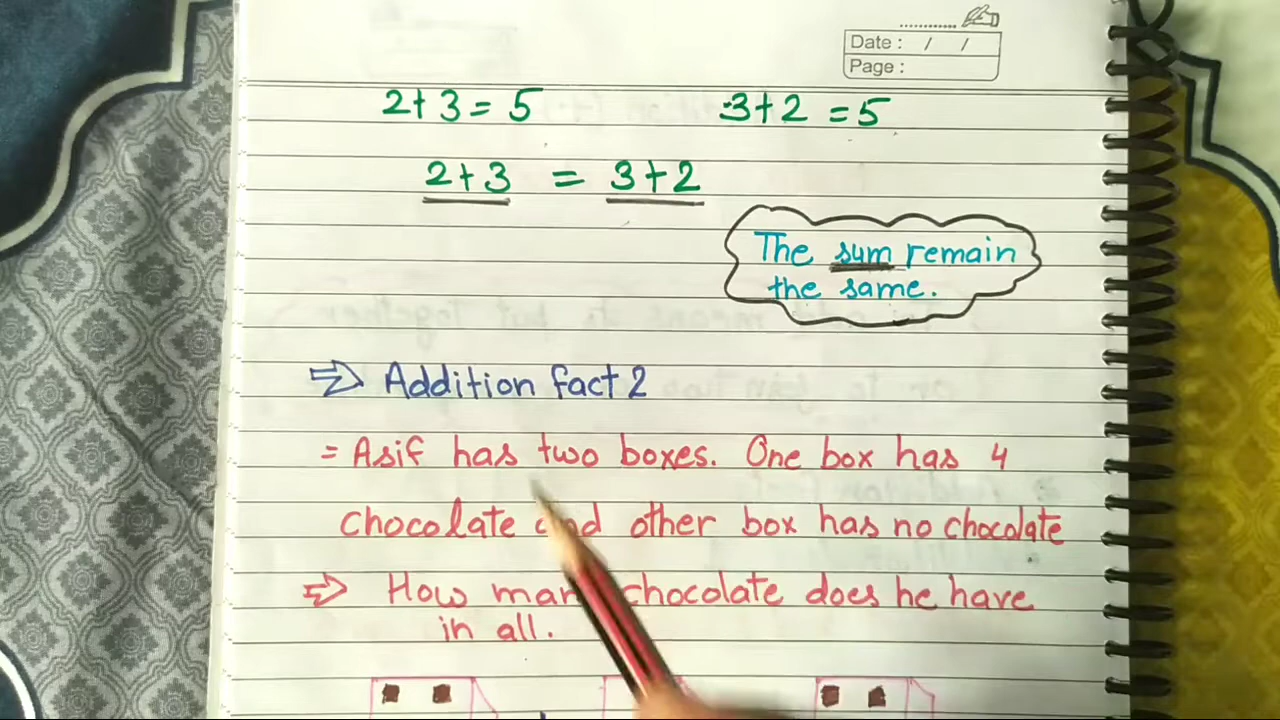 Date : / /
Page :
2+3=5 3+2=5
2+3 = 3+2
The sum remain
the same.
⇒ Addition fact 2
= Asif has two boxes. One box has 4
chocolate and other box has no chocolate
⇒ How many chocolate does he have
in all.